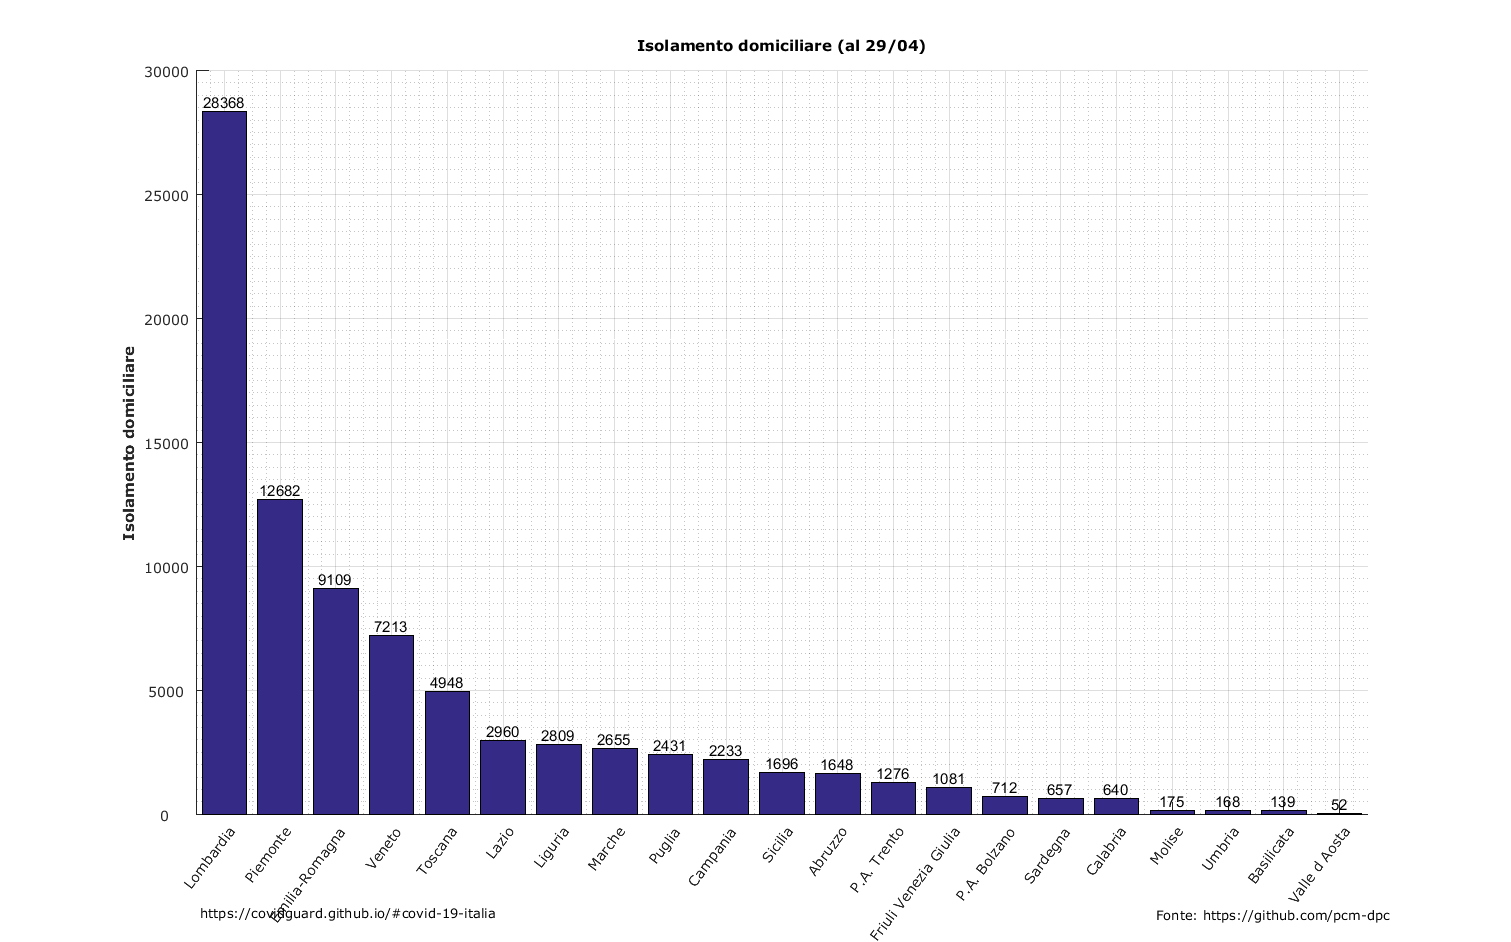 Isolamento domiciliare (al 29/04)
Isolamento domiciliare
30000
25000
20000
15000
10000
5000
0
28368
12682
9109
7213
4948
2960
2809
2655
2431
2233
1696
1648
1276
1081
712
657
640
175
168
139
52
Lombardia
Piemonte
Emilia-Romagna
Veneto
Toscana
Lazio
Liguria
Marche
Puglia
Campania
Sicilia
Abruzzo
P.A. Trento
Friuli Venezia Giulia
P.A. Bolzano
Sardegna
Calabria
Molise
Umbria
Basilicata
Valle d Aosta
https://covidguard.github.io/#covid-19-italia
Fonte: https://github.com/pcm-dpc